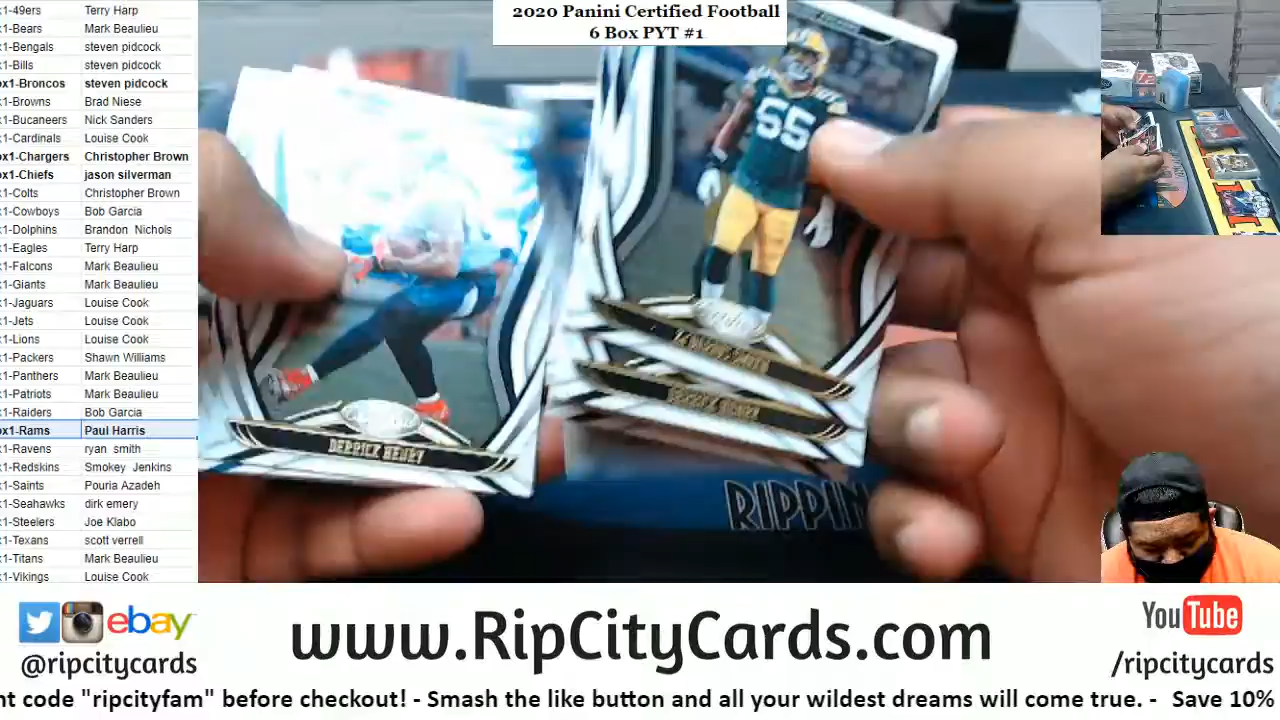 2020 Panini Certified Football
6 Box PYT #1
x1-49ers Terry Harp
x1-Bears Mark Beaulieu
x1-Bengals steven pidcock
x1-Bills steven pidcock
ox1-Broncos steven pidcock
x1-Browns Brad Niese
x1-Bucaneers Nick Sanders
x1-Cardinals Louise Cook
ox1-Chargers Christopher Brown
ox1-Chiefs jason silverman
x1-Colts Christopher Brown
x1-Cowboys Bob Garcia
x1-Dolphins Brandon Nichols
x1-Eagles Terry Harp
x1-Falcons Mark Beaulieu
x1-Giants Mark Beaulieu
x1-Jaguars Louise Cook
x1-Jets Louise Cook
x1-Lions Louise Cook
x1-Packers Shawn Williams
x1-Panthers Mark Beaulieu
x1-Patriots Mark Beaulieu
x1-Raiders Bob Garcia
ox1-Rams Paul Harris
x1-Ravens ryan smith
x1-Redskins Smokey Jenkins
x1-Saints Pouria Azadeh
x1-Seahawks dirk emery
x1-Steelers Joe Klabo
x1-Texans scott verrell
x1-Titans Mark Beaulieu
x1-Vikings Louise Cook
55
DERRICK HENRY
DERRICK HENRY
RIPPIN
ebay
@ripcitycards
www.RipCityCards.com
YouTube
/ripcitycards
nt code "ripcityfam" before checkout! - Smash the like button and all your wildest dreams will come true. - Save 10%